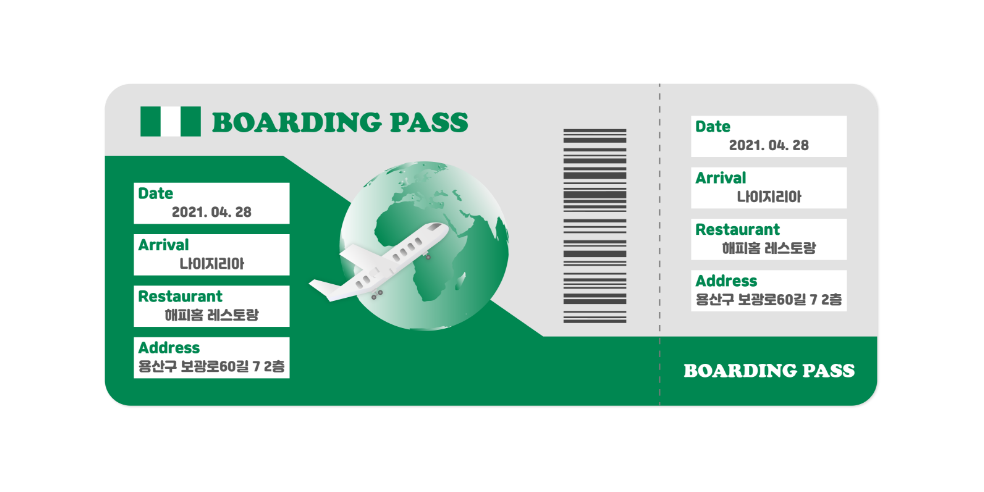 BOARDING PASS
Date
2021. 04. 28
Arrival
나이지리아
Restaurant
해피홈 레스토랑
Address
용산구 보광로60길 7 2층
Date
2021. 04. 28
Arrival
나이지리아
Restaurant
해피홈 레스토랑
Address
용산구 보광로60길 7 2층
BOARDING PASS